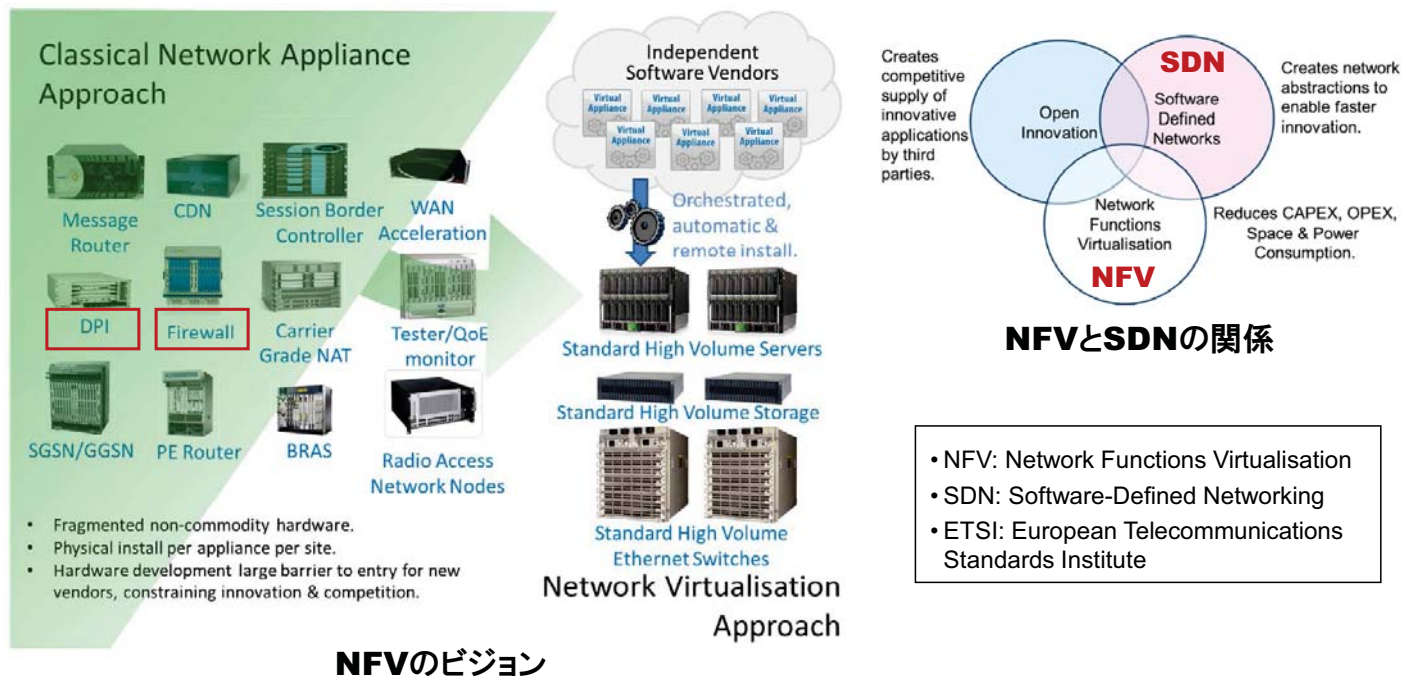 Classical Network Appliance
Approach
Message
Router
CDN
Session Border
Controller
WAN
Acceleration
DPI
Firewall
Carrier
Grade NAT
Tester/QoE
monitor
SGSN/GGSN
PE Router
BRAS
Radio Access
Network Nodes
• Fragmented non-commodity hardware.
• Physical install per appliance per site.
• Hardware development large barrier to entry for new
vendors, constraining innovation & competition.
Independent
Software Vendors
Virtual
Appliance
Virtual
Appliance
Virtual
Appliance
Virtual
Appliance
Virtual
Appliance
Virtual
Appliance
Virtual
Appliance
Orchestrated,
automatic &
remote install.
Standard High Volume Servers
Standard High Volume Storage
Standard High Volume
Ethernet Switches
Network Virtualisation
Approach
NFVのビジョン
Creates
competitive
supply of
innovative
applications
by third
parties.
Open
Innovation
SDN
Software
Defined
Networks
Creates network
abstractions to
enable faster
innovation.
Network
Functions
Virtualisation
NFV
Reduces CAPEX, OPEX,
Space & Power
Consumption.
NFVとSDNの関係
• NFV: Network Functions Virtualisation
• SDN: Software-Defined Networking
• ETSI: European Telecommunications
Standards Institute